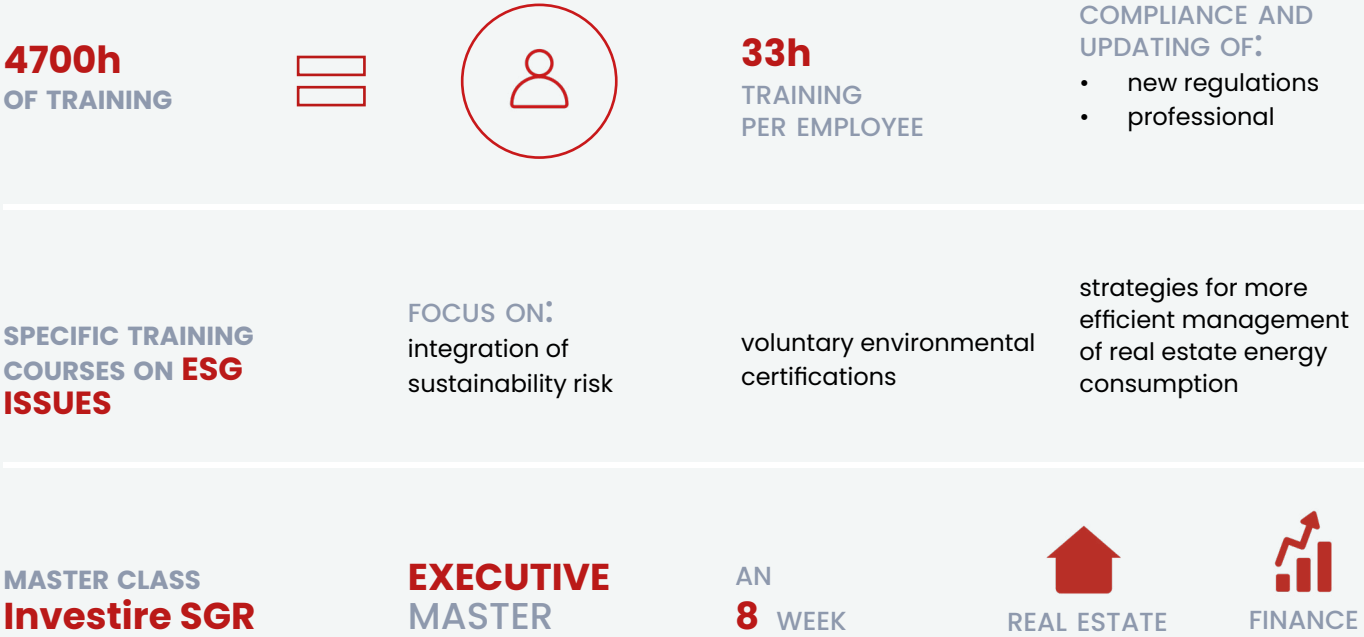 4700h
OF TRAINING
33h
TRAINING
PER EMPLOYEE
COMPLIANCE AND
UPDATING OF:
• new regulations
• professional
SPECIFIC TRAINING
COURSES ON ESG
ISSUES
FOCUS ON:
integration of
sustainability risk
voluntary environmental
certifications
strategies for more
efficient management
of real estate energy
consumption
MASTER CLASS
Investire SGR
EXECUTIVE
MASTER
AN
8 WEEK
REAL ESTATE
FINANCE